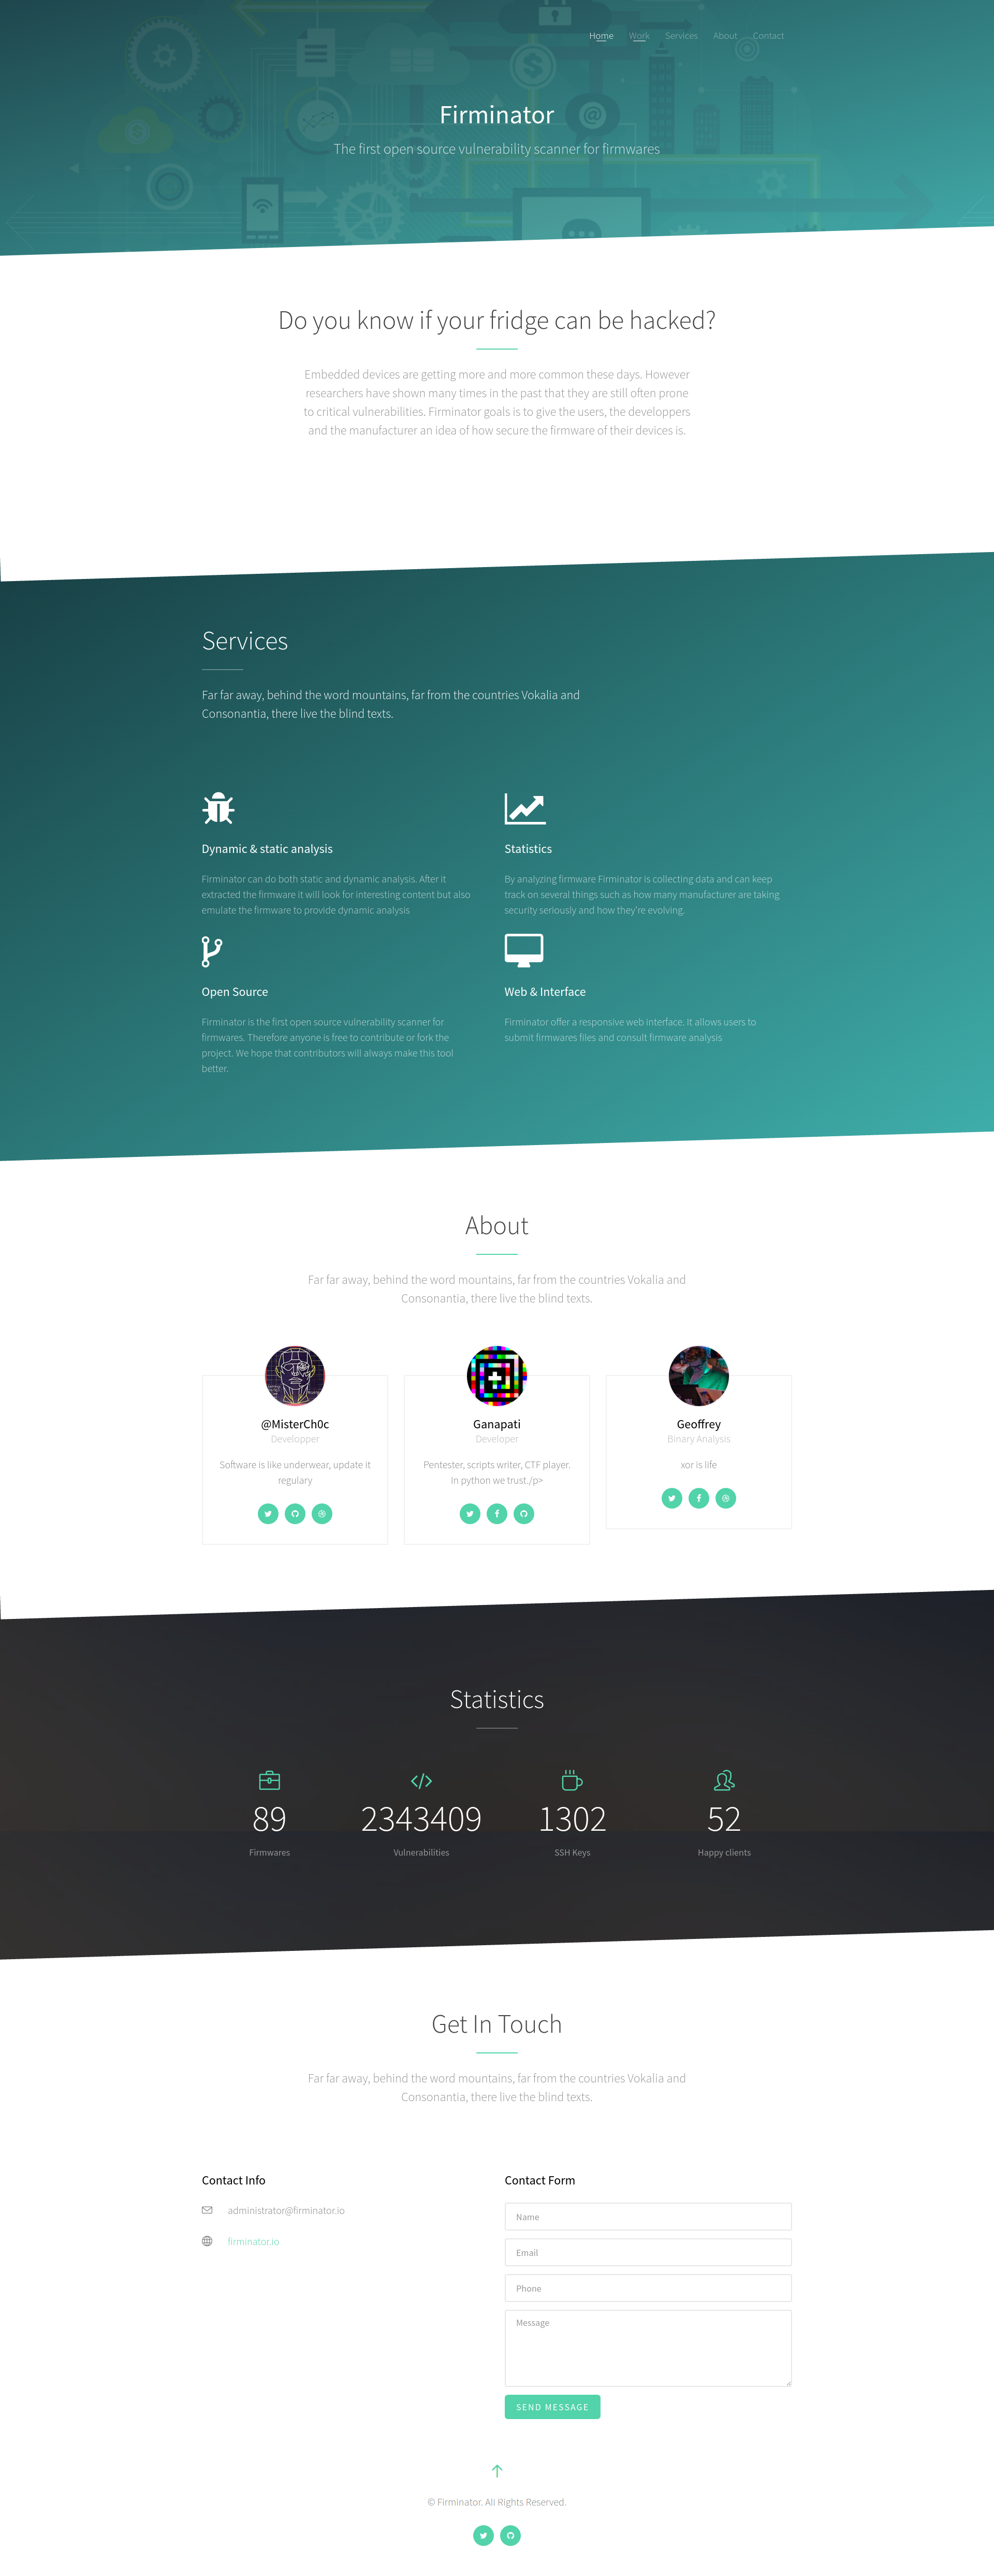 Home Work Services About Contact
Firminator
The first open source vulnerability scanner for firmwares
Do you know if your fridge can be hacked?
Embedded devices are getting more and more common these days. However
researchers have shown many times in the past that they are still often prone
to critical vulnerabilities. Firminator goals is to give the users, the developpers
and the manufacturer an idea of how secure the firmware of their devices is.
Services
Far far away, behind the word mountains, far from the countries Vokalia and
Consonantia, there live the blind texts.
Dynamic & static analysis
Firminator can do both static and dynamic analysis. After it
extracted the firmware it will look for interesting content but also
emulate the firmware to provide dynamic analysis
Statistics
By analyzing firmware Firminator is collecting data and can keep
track on several things such as how many manufacturer are taking
security seriously and how they're evolving.
Open Source
Firminator is the first open source vulnerability scanner for
firmwares. Therefore anyone is free to contribute or fork the
project. We hope that contributors will always make this tool
better.
Web & Interface
Firminator offer a responsive web interface. It allows users to
submit firmwares files and consult firmware analysis
About
Far far away, behind the word mountains, far from the countries Vokalia and
Consonantia, there live the blind texts.
@MisterCh0c
Developper
Software is like underwear, update it
regulary
Ganapati
Developer
Pentester, scripts writer, CTF player.
In python we trust./p>
Geoffrey
Binary Analysis
xor is life
Statistics
89
Firmwares
2343409
Vulnerabilities
1302
SSH Keys
52
Happy clients
Get In Touch
Far far away, behind the word mountains, far from the countries Vokalia and
Consonantia, there live the blind texts.
Contact Info
administrator@firminator.io
firminator.io
Contact Form
Name
Email
Phone
Message
SEND MESSAGE
© Firminator. All Rights Reserved.